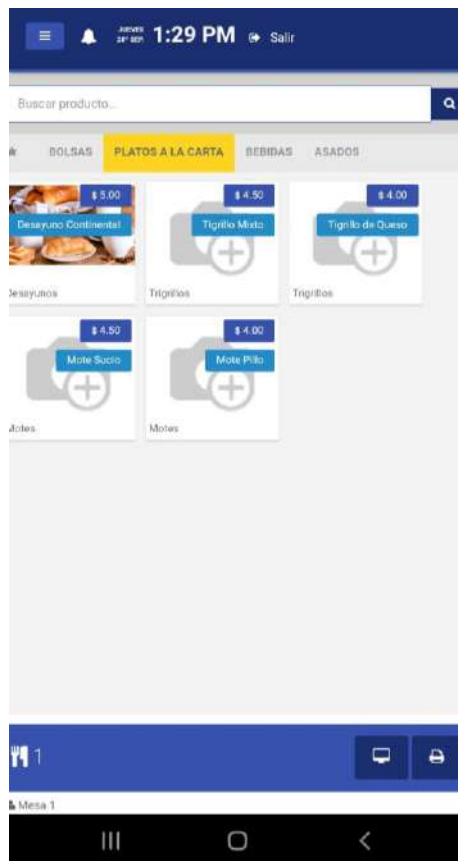 JUEVES
1:29 PM
Salir
Buscar producto...
BOLSAS
PLATOS A LA CARTA
BEBIDAS
ASADOS
$ 5.00
$ 4.50
$ 4.00
Desayuno Continental
Tigrillo Mixto
Tigrillo de Queso
Desayunos
Trigrillos
Trigrillos
$ 4.50
$ 4.00
Mote Sucio
Mote Pillo
Motes
Motes
1
Mesa 1